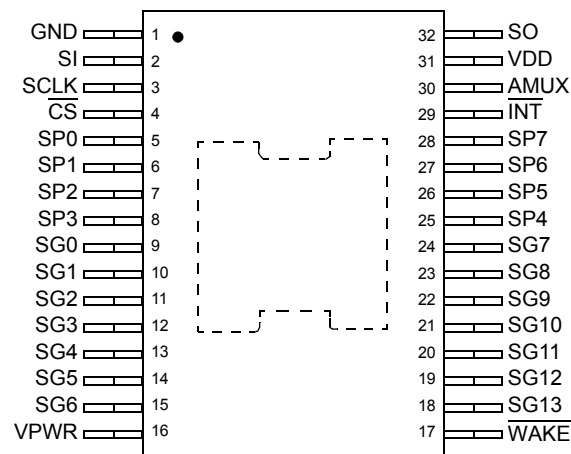 GND 1 32 SO
SI 2 31 VDD
SCLK 3 30 AMUX
CS 4 29 INT
SP0 5 28 SP7
SP1 6 27 SP6
SP2 7 26 SP5
SP3 8 25 SP4
SG0 9 24 SG7
SG1 10 23 SG8
SG2 11 22 SG9
SG3 12 21 SG10
SG4 13 20 SG11
SG5 14 19 SG12
SG6 15 18 SG13
VPWR 16 17 WAKE